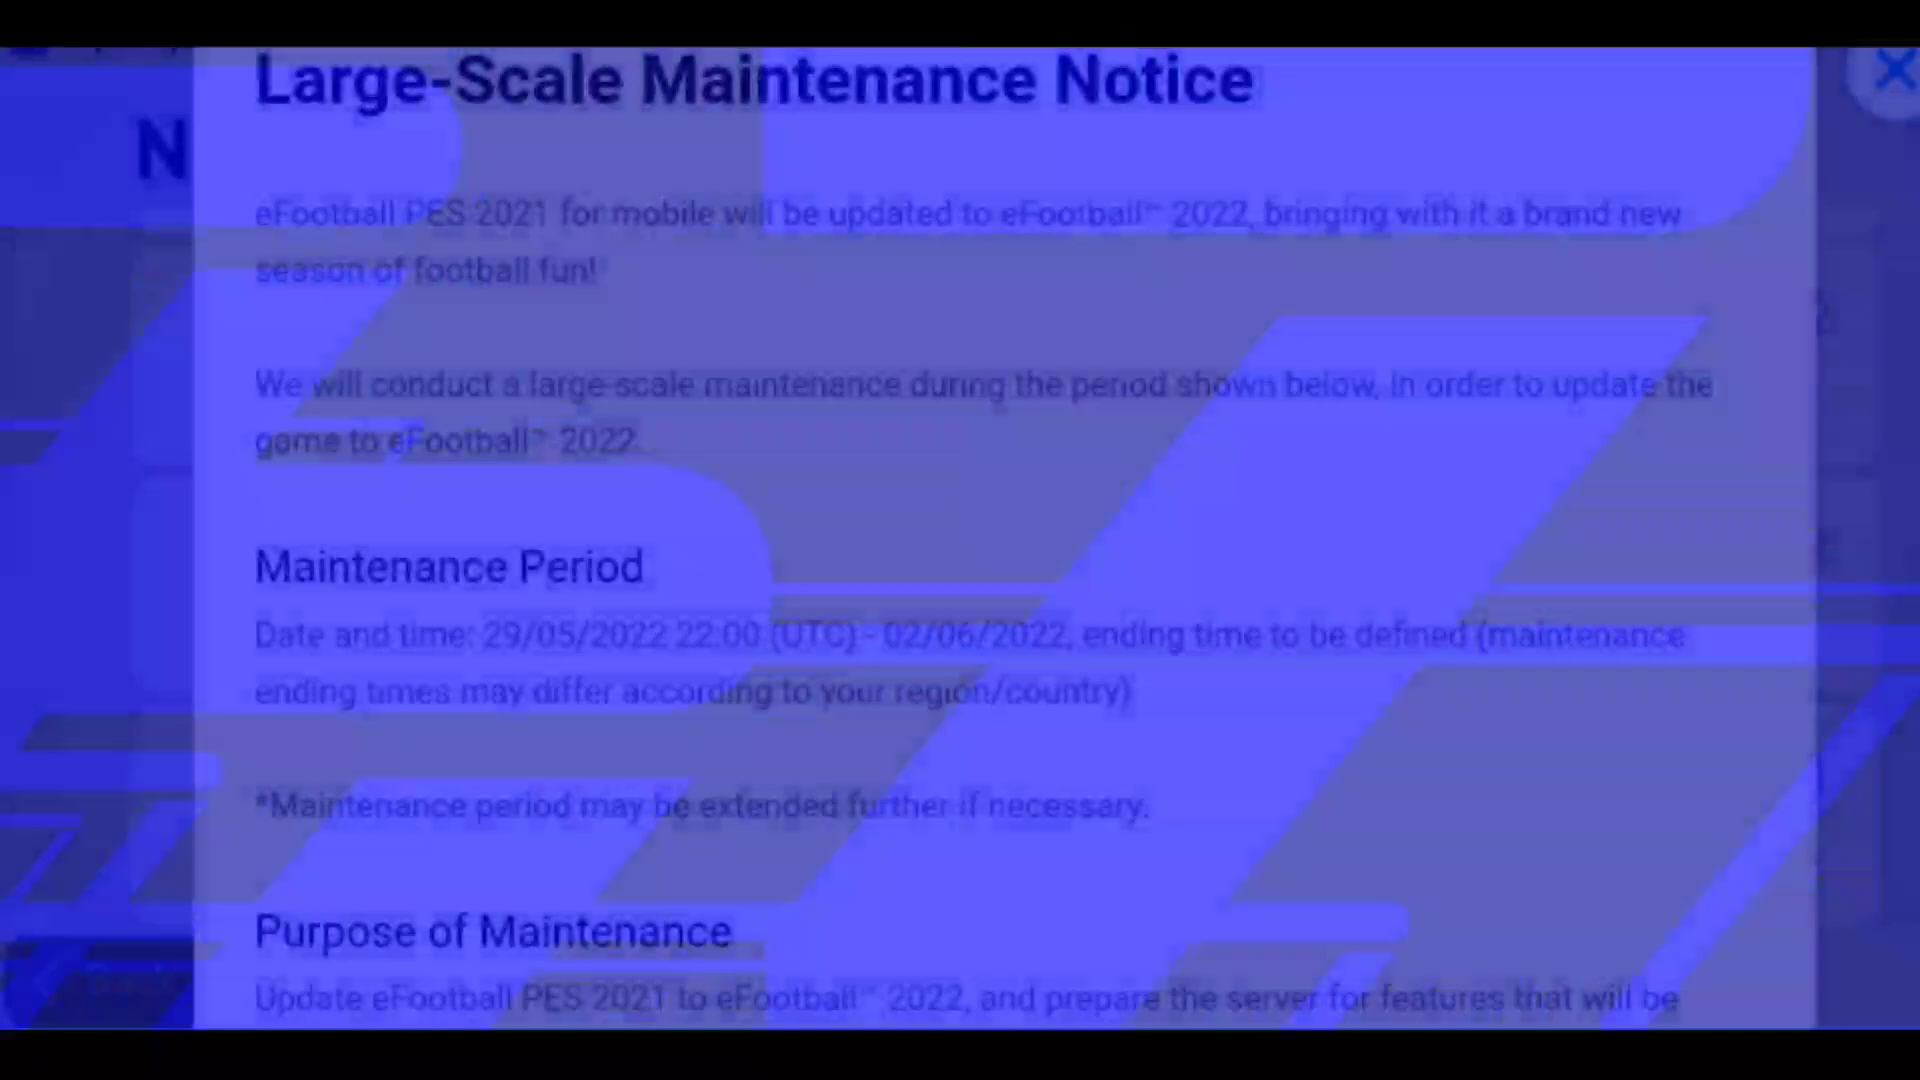 Large-Scale Maintenance Notice
N
eFootball PES 2021 for mobile will be updated to eFootball™ 2022, bringing with it a brand new
season of football fun!
We will conduct a large-scale maintenance during the period shown below, in order to update the
game to eFootball™ 2022.
Maintenance Period
Date and time: 29/05/2022 22:00 (UTC) - 02/06/2022, ending time to be defined (maintenance
ending times may differ according to your region/country)
*Maintenance period may be extended further if necessary.
Purpose of Maintenance
Update eFootball PES 2021 to eFootball™ 2022, and prepare the server for features that will be